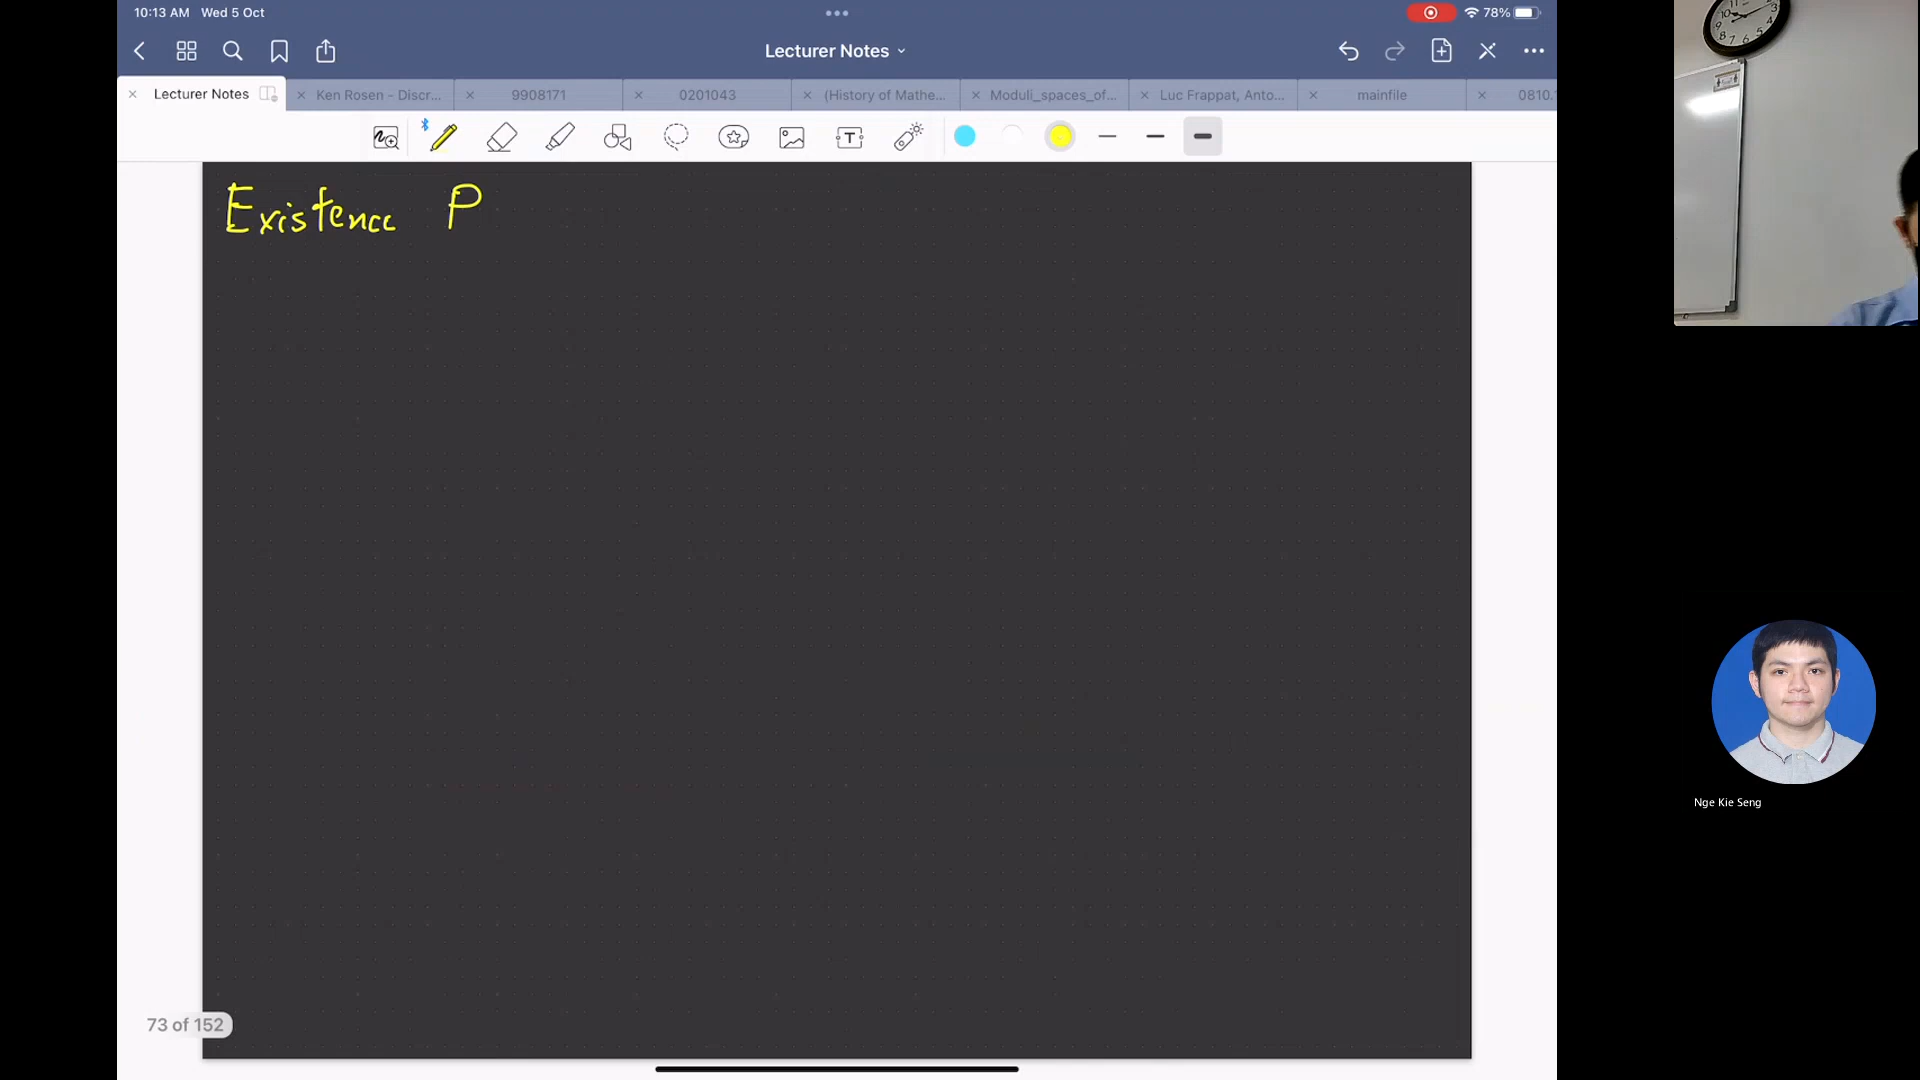 10:13 AM Wed 5 Oct
78%
Lecturer Notes
Lecturer Notes
Ken Rosen - Discr...
9908171
0201043
(History of Mathe...
Moduli_spaces_of...
Luc Frappat, Anto...
mainfile
0810.
Existence P
73 of 152
Nge Kie Seng